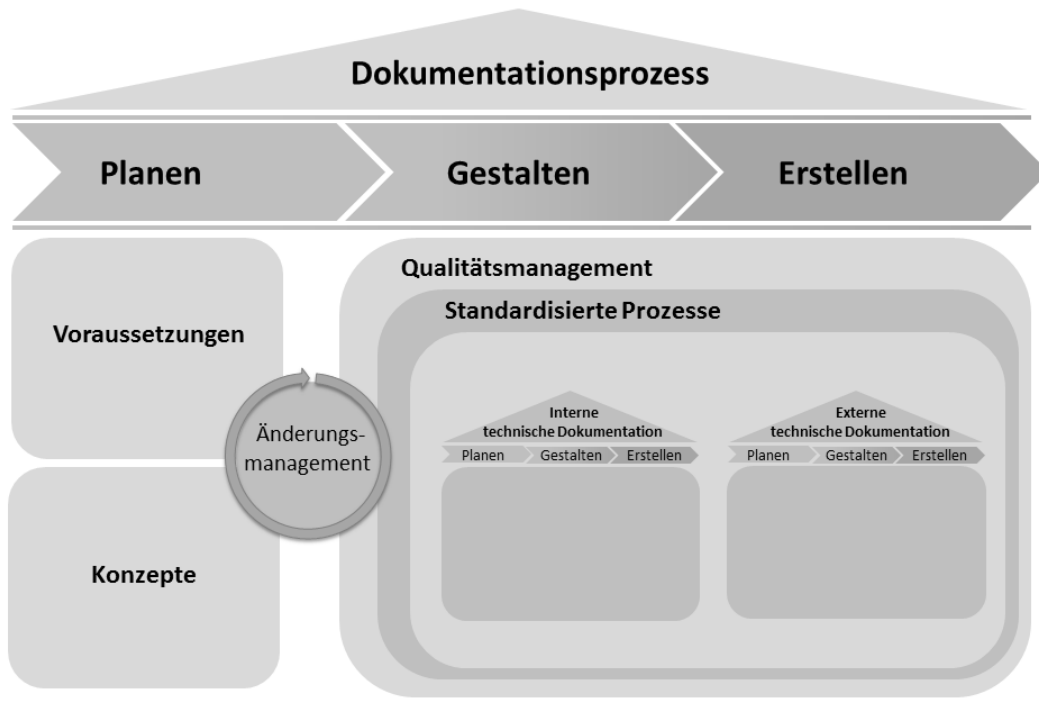 Dokumentationsprozess
Planen
Gestalten
Erstellen
Voraussetzungen
Konzepte
Änderungs-
management
Qualitätsmanagement
Standardisierte Prozesse
Interne
technische Dokumentation
Planen
Gestalten
Erstellen
Externe
technische Dokumentation
Planen
Gestalten
Erstellen